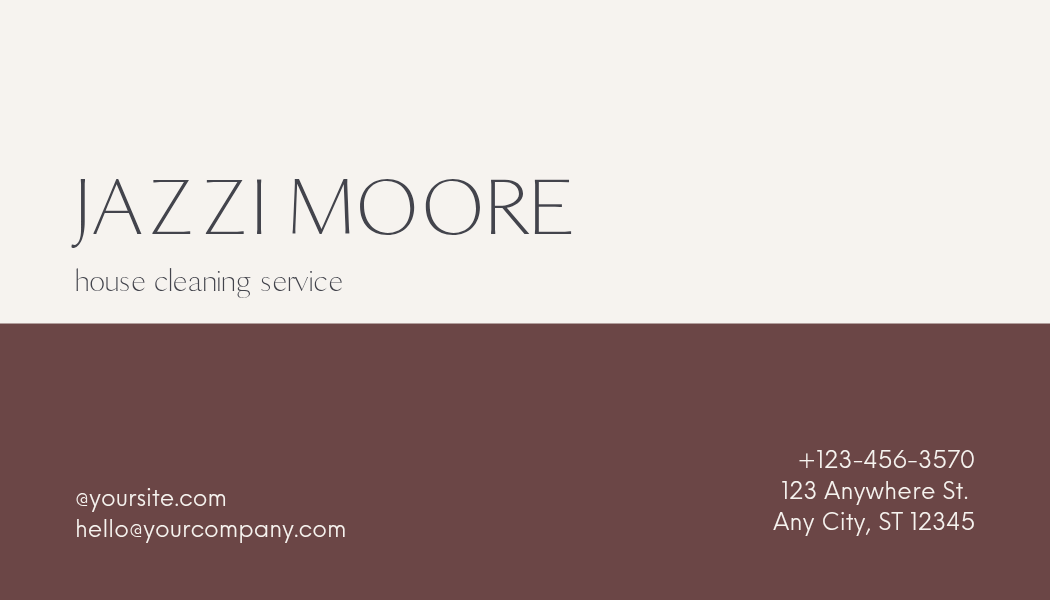 JAZZI MOORE
house cleaning service
@yoursite.com
hello@yourcompany.com
+123-456-3570
123 Anywhere St.
Any City, ST 12345